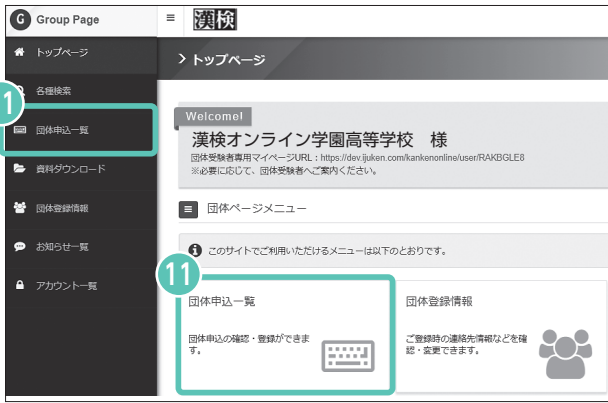 G Group Page
漢検
トップページ
各種検索
団体申込一覧
資料ダウンロード
団体登録情報
お知らせ一覧
アカウント一覧
トップページ
Welcome!
漢検オンライン学園高等学校 様
団体受験者専用マイページURL:https://dev.ijuken.com/kankenonline/user/RAKBGLE8
※必要に応じて、団体受験者へご案内ください。
団体ページメニュー
このサイトでご利用いただけるメニューは以下のとおりです。
11
団体申込一覧
団体申込の確認・登録ができま
す。
団体登録情報
ご登録時の連絡先情報などを確
認・変更できます。